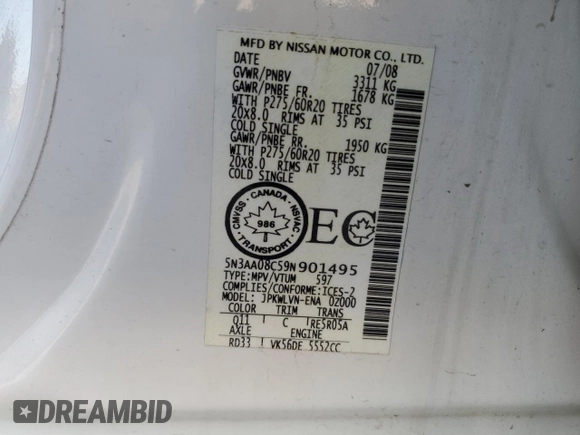 MFD BY NISSAN MOTOR CO., LTD.
DATE 07/08
GVWR/PNBV 3311 KG
GAWR/PNBE FR. 1678 KG
WITH P275/60R20 TIRES
20x8.0 RIMS AT 35 PSI
COLD SINGLE
GAWR/PNBE RR. 1950 KG
WITH P275/60R20 TIRES
20x8.0 RIMS AT 35 PSI
COLD SINGLE
CMVSS · CANADA · NSVAC
986
TRANSPORT
EC
5N3AA08C59N901495
TYPE:MPV/VTUM 597
COMPLIES/CONFORME:ICES-2
MODEL: JPKWLVN-ENA 02000
COLOR TRIM TRANS
Q11 C RE5R05A
AXLE ENGINE
RD33 VK56DE 5552CC
DREAMBID